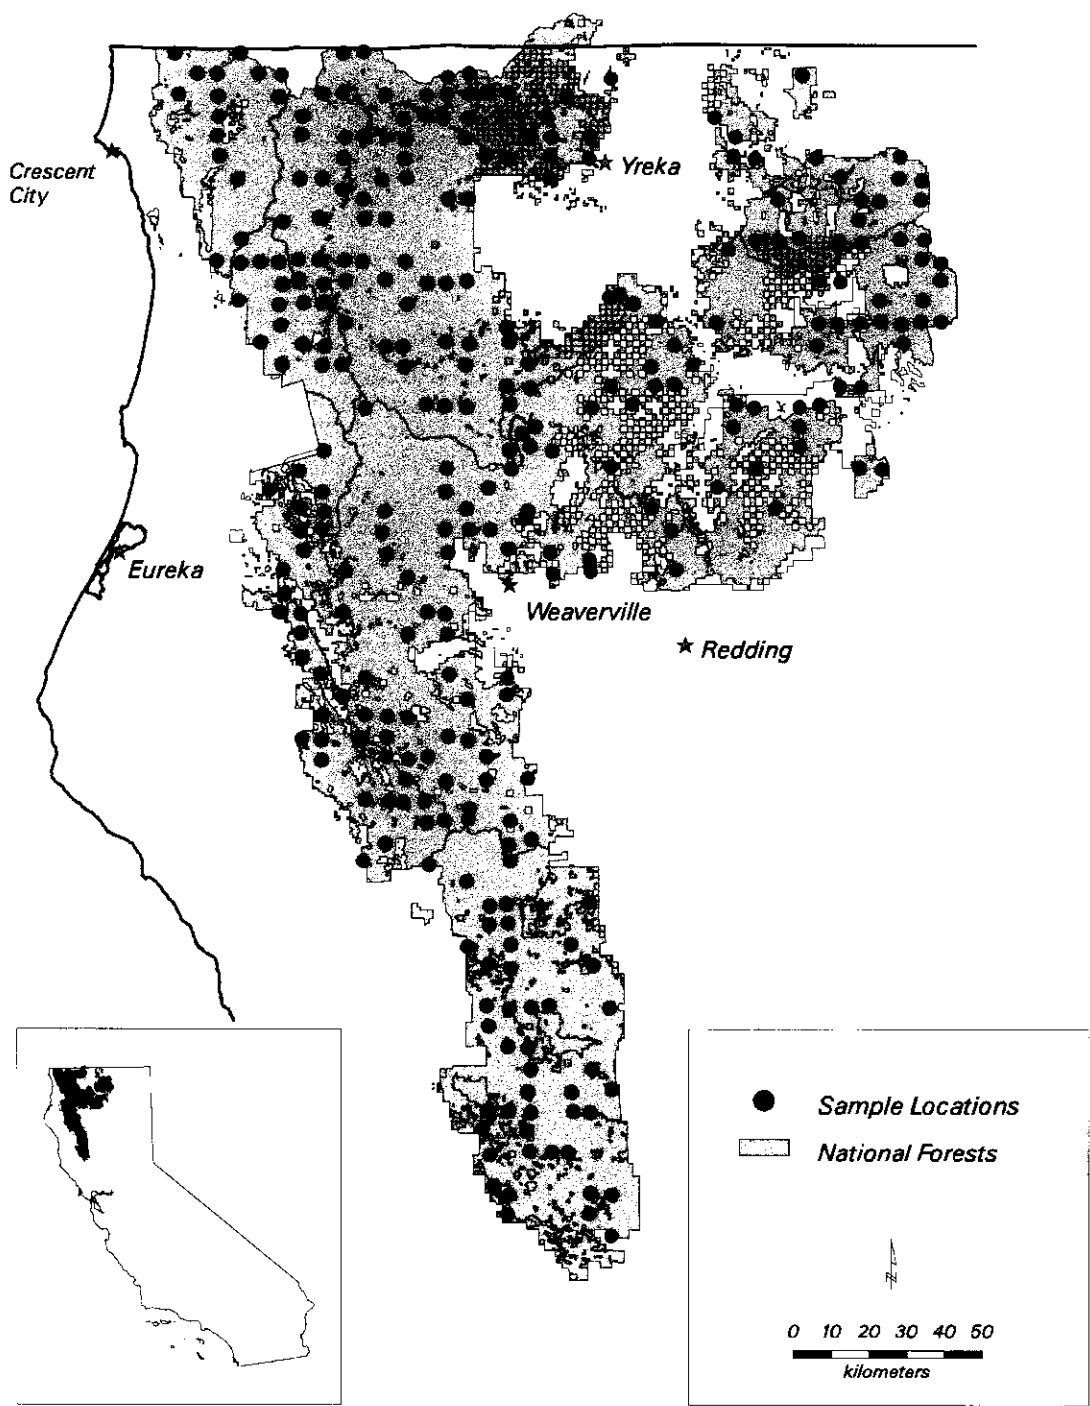 Crescent
City
Yreka
Eureka
Weaverville
Redding
Sample Locations
National Forests
N
0 10 20 30 40 50
kilometers